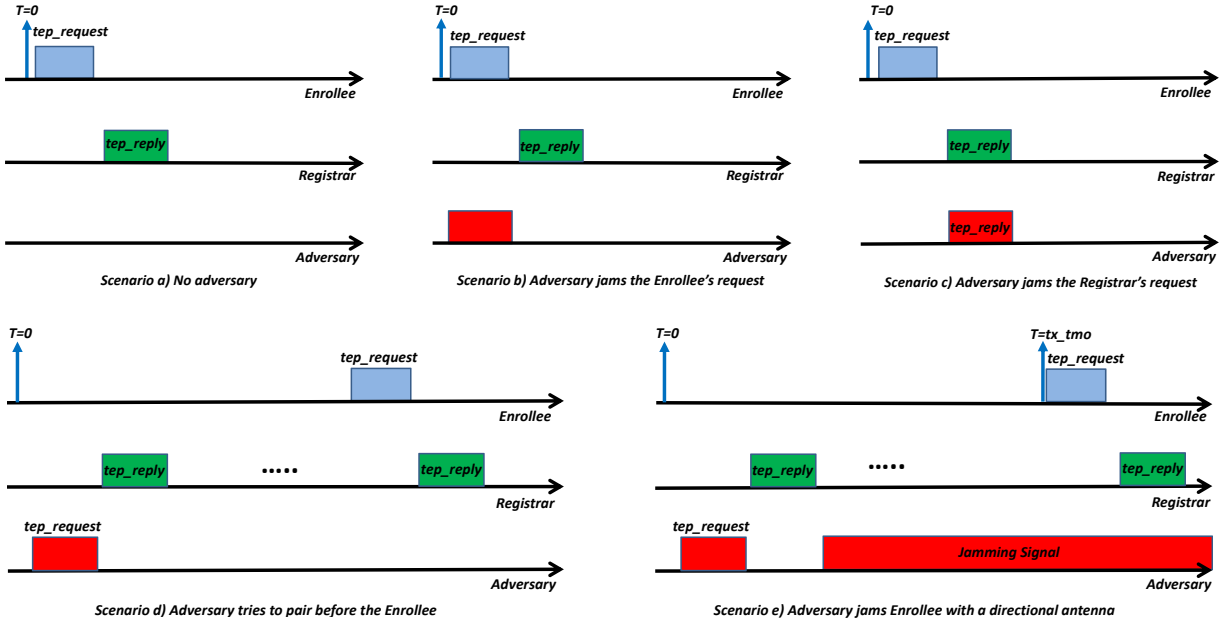 T=0
tep_request
Enrollee
tep_reply
Registrar
Adversary
Scenario a) No adversary
T=0
tep_request
Enrollee
tep_reply
Registrar
Adversary
Scenario b) Adversary jams the Enrollee's request
T=0
tep_request
Enrollee
tep_reply
Registrar
tep_reply
Adversary
Scenario c) Adversary jams the Registrar's request
T=0
tep_request
Enrollee
tep_reply
.....
tep_reply
Registrar
tep_request
Adversary
Scenario d) Adversary tries to pair before the Enrollee
T=0
T=tx_tmo
tep_request
Enrollee
tep_reply
.....
tep_reply
Registrar
tep_request
Jamming Signal
Adversary
Scenario e) Adversary jams Enrollee with a directional antenna